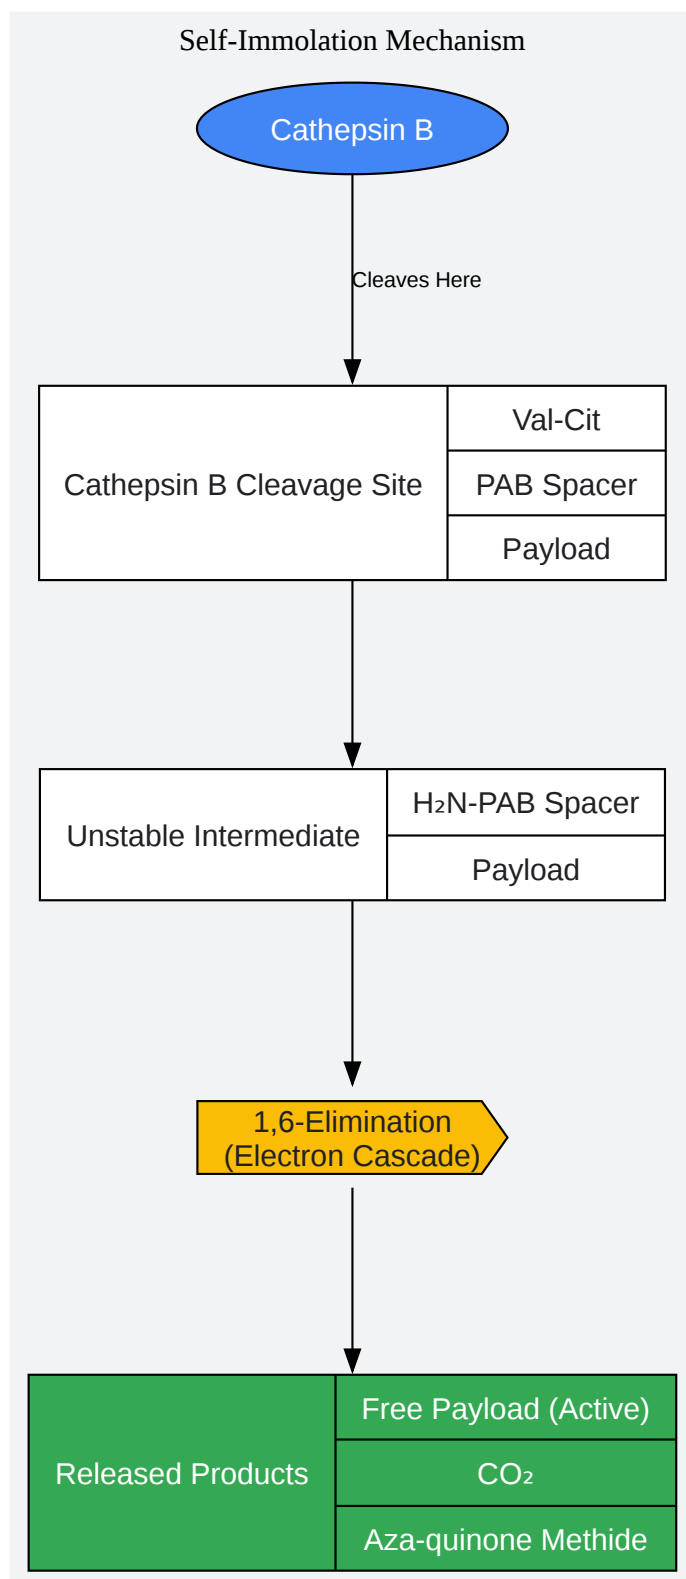 Self-Immolation Mechanism
Cathepsin B
Cleaves Here
Cathepsin B Cleavage Site
Val-Cit
PAB Spacer
Payload
Unstable Intermediate
H₂N-PAB Spacer
Payload
1,6-Elimination
(Electron Cascade)
Released Products
Free Payload (Active)
CO₂
Aza-quinone Methide